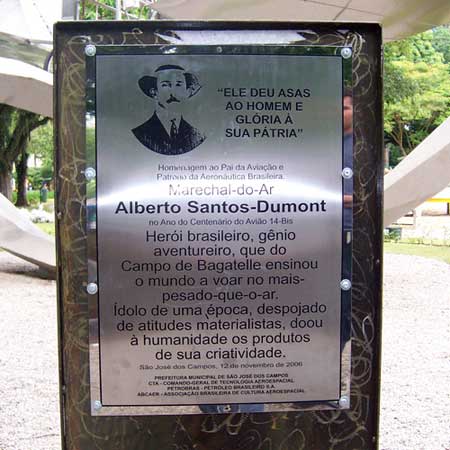 “ELE DEU ASAS
AO HOMEM E
GLÓRIA À
SUA PÁTRIA”
Homenagem ao Pai da Aviação e
Patrono da Aeronáutica Brasileira.
Marechal-do-Ar
Alberto Santos-Dumont
no Ano do Centenário do Avião 14-Bis
Herói brasileiro, gênio
aventureiro, que do
Campo de Bagatelle ensinou
o mundo a voar no mais-
pesado-que-o-ar.
Ídolo de uma época, despojado
de atitudes materialistas, doou
à humanidade os produtos
de sua criatividade.
São José dos Campos, 12 de novembro de 2006
PREFEITURA MUNICIPAL DE SÃO JOSÉ DOS CAMPOS
CTA - COMANDO-GERAL DE TECNOLOGIA AEROESPACIAL
PETROBRAS - PETRÓLEO BRASILEIRO S.A.
ABCAER - ASSOCIAÇÃO BRASILEIRA DE CULTURA AEROESPACIAL